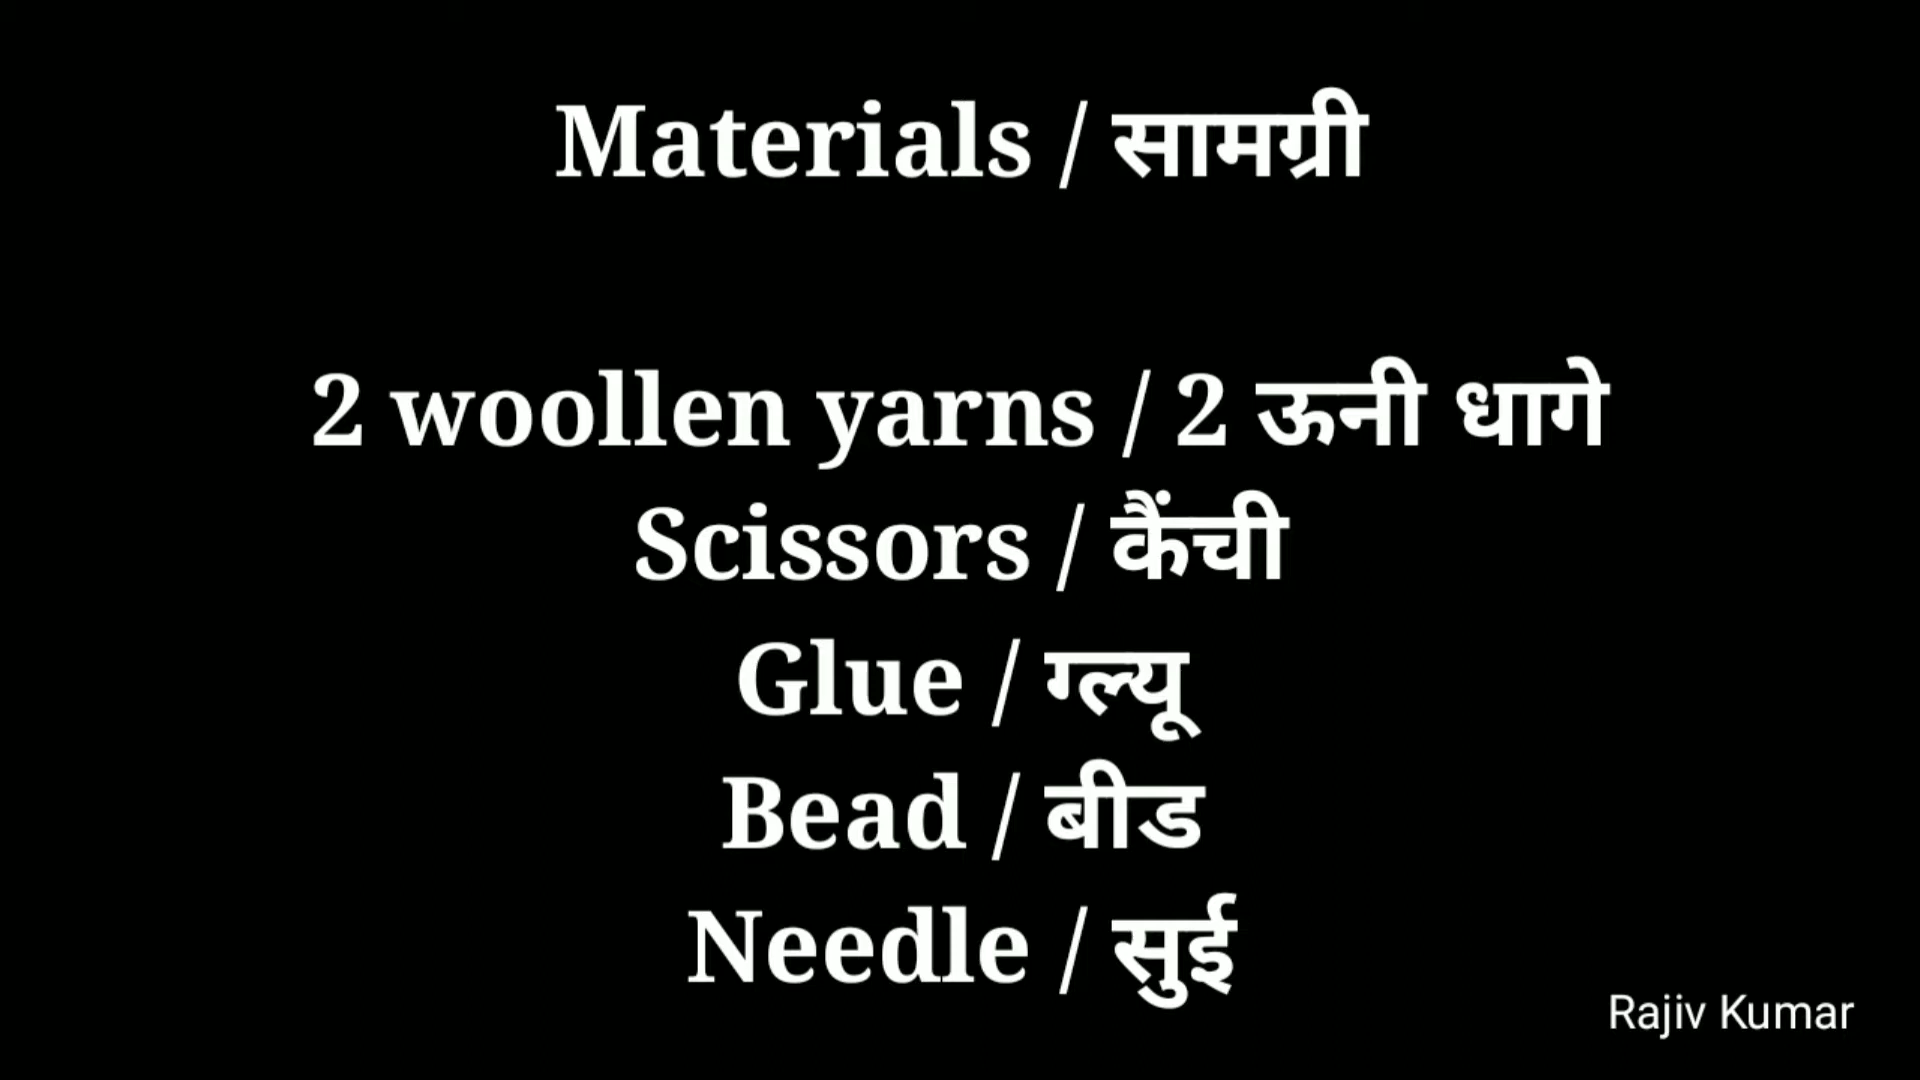 Materials / सामग्री
2 woollen yarns / 2 ऊनी धागे
Scissors / कैंची
Glue / ग्ल्यू
Bead / बीड
Needle / सुई
Rajiv Kumar